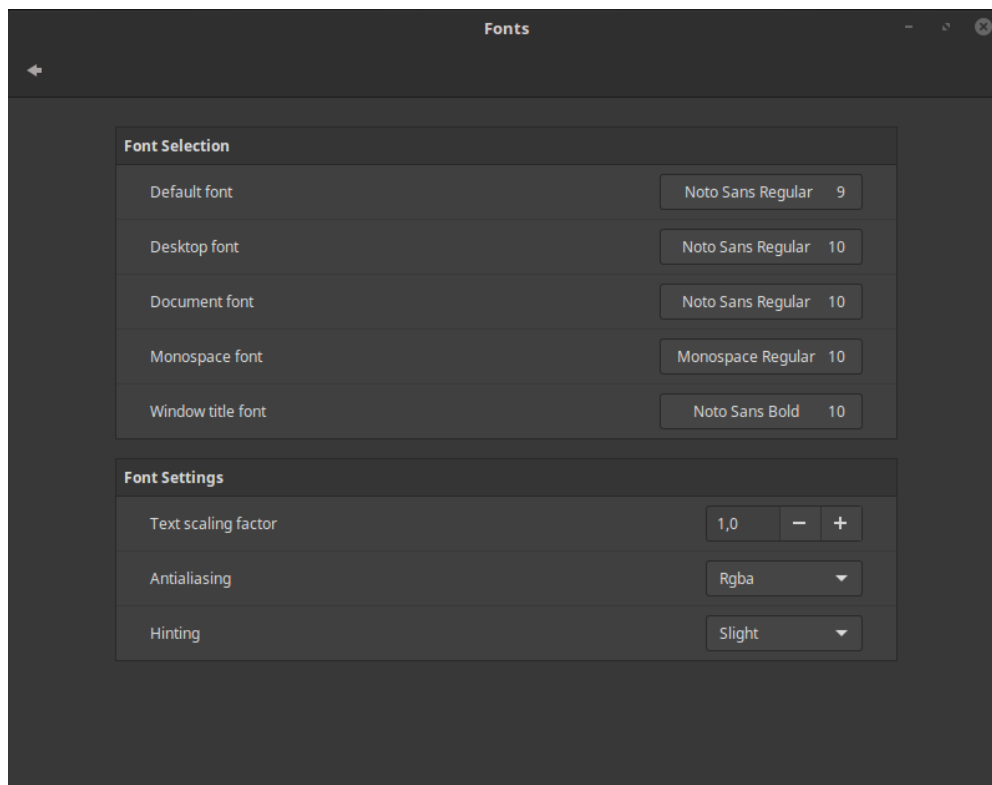 Fonts
Font Selection
Default font Noto Sans Regular 9
Desktop font Noto Sans Regular 10
Document font Noto Sans Regular 10
Monospace font Monospace Regular 10
Window title font Noto Sans Bold 10
Font Settings
Text scaling factor 1,0 − +
Antialiasing Rgba
Hinting Slight